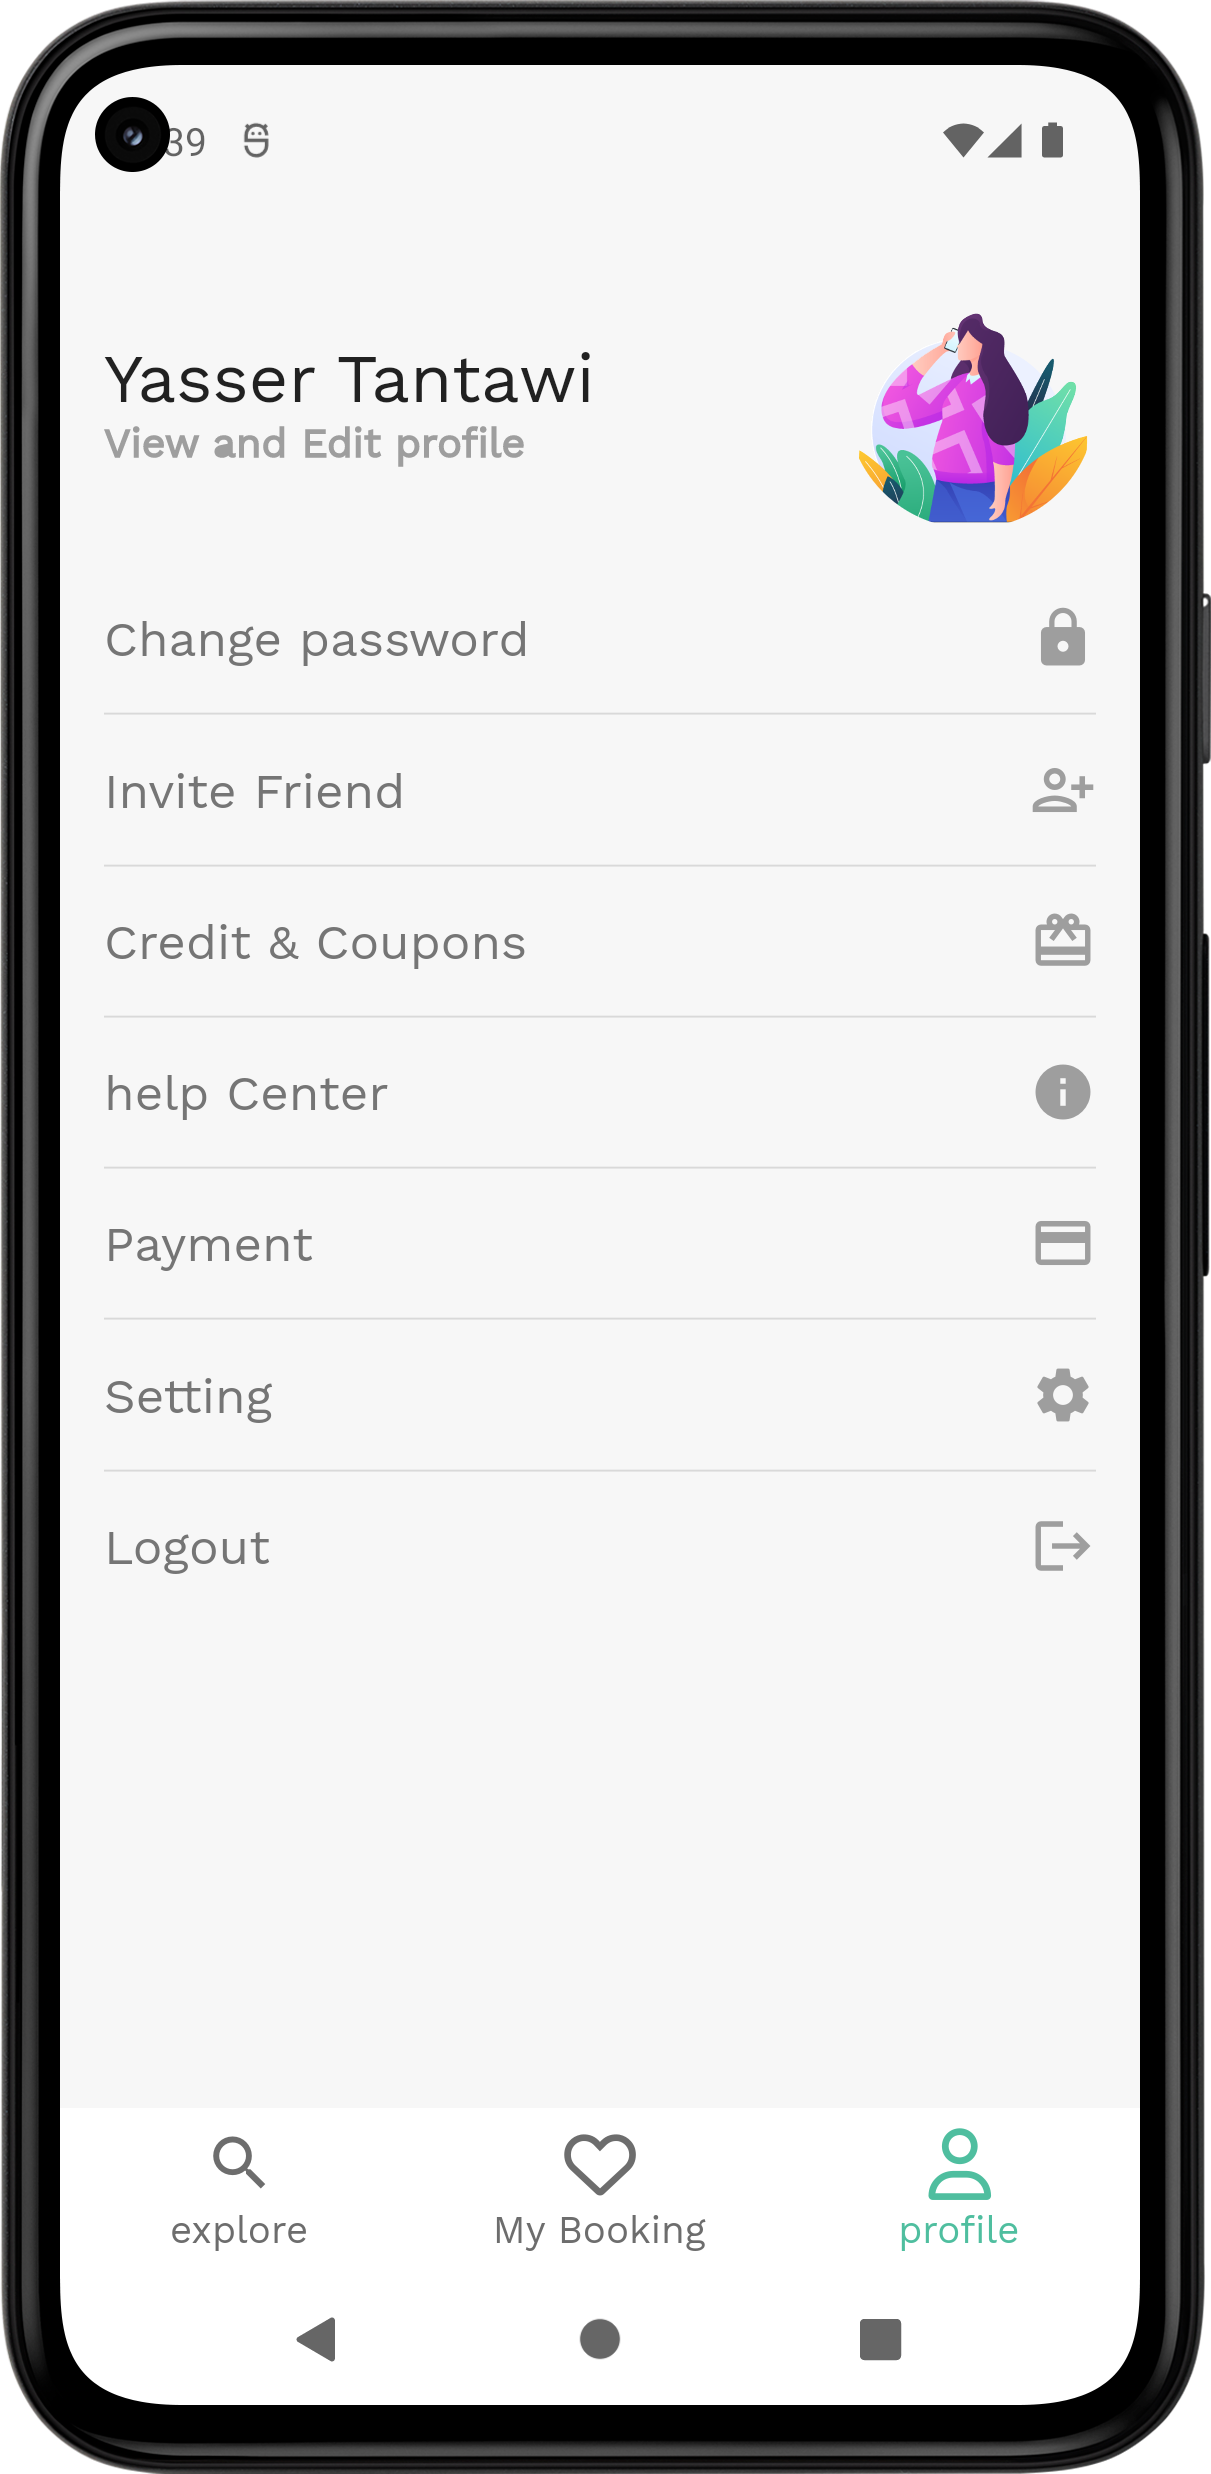 39
Yasser Tantawi
View and Edit profile
Change password
Invite Friend
Credit & Coupons
help Center
Payment
Setting
Logout
explore
My Booking
profile